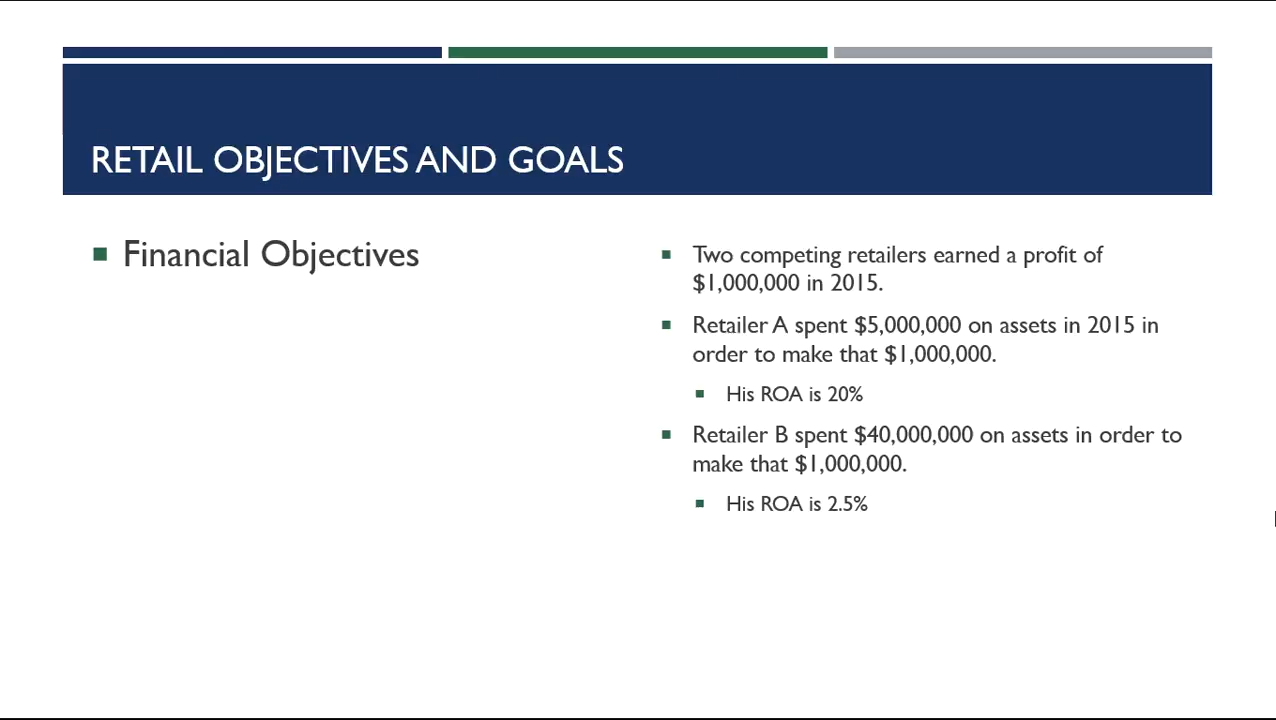 RETAIL OBJECTIVES AND GOALS
Financial Objectives
Two competing retailers earned a profit of
$1,000,000 in 2015.
Retailer A spent $5,000,000 on assets in 2015 in
order to make that $1,000,000.
His ROA is 20%
Retailer B spent $40,000,000 on assets in order to
make that $1,000,000.
His ROA is 2.5%